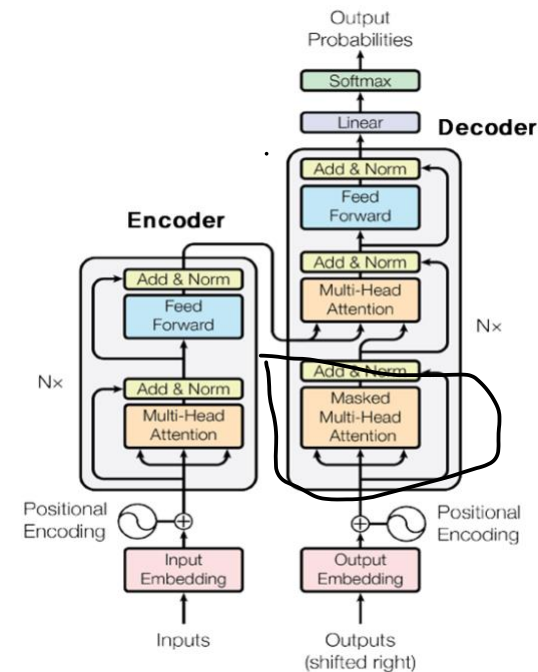 Output
Probabilities
Softmax
Linear
Decoder
Add & Norm
Feed
Forward
Add & Norm
Multi-Head
Attention
Nx
Add & Norm
Masked
Multi-Head
Attention
Encoder
Add & Norm
Feed
Forward
Nx
Add & Norm
Multi-Head
Attention
Positional
Encoding
Positional
Encoding
Input
Embedding
Output
Embedding
Inputs
Outputs
(shifted right)